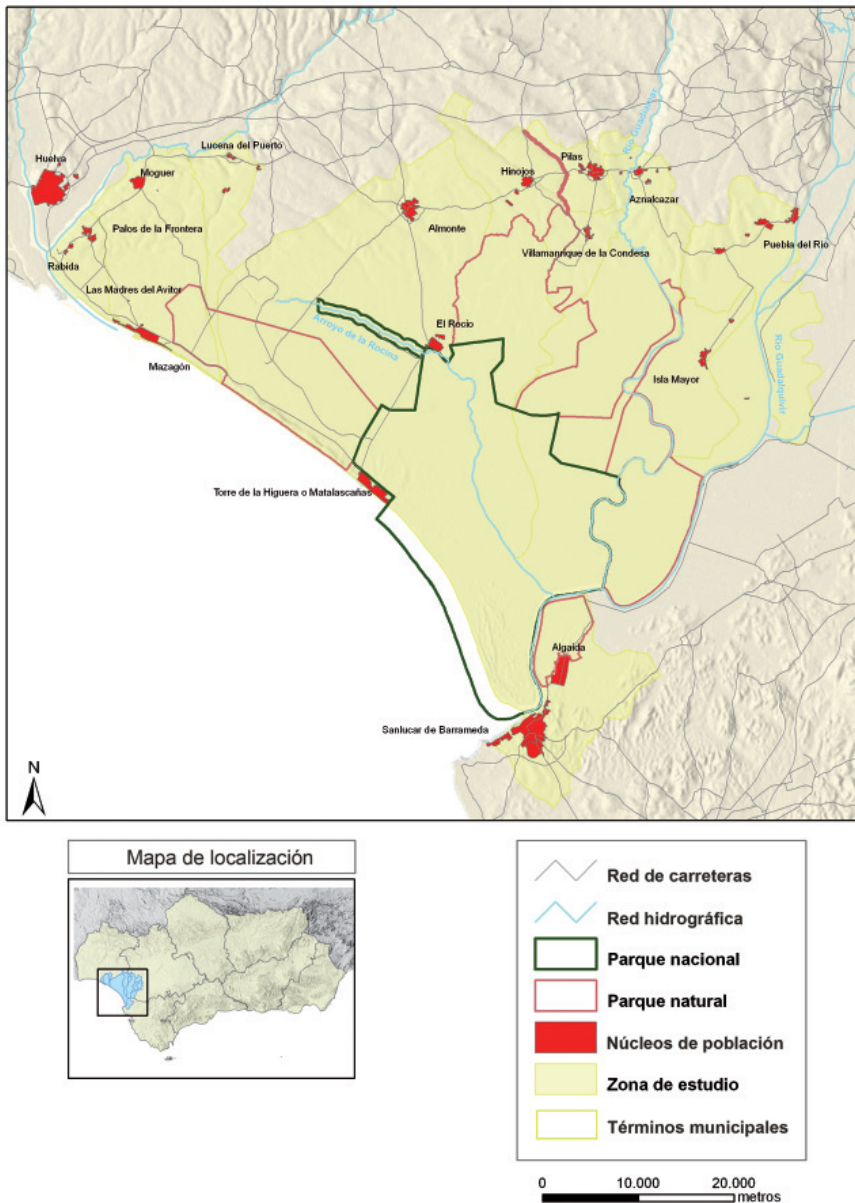 Lucena del Puerto
Río Guadiamar
Huelva
Moguer
Hinojos
Pilas
Aznalcazar
Palos de la Frontera
Almonte
Villamanrique de la Condesa
Puebla del Rio
Rabida
Las Madres del Avitor
El Rocio
Arroyo de la Rocina
Mazagón
Isla Mayor
Río Guadalquivir
Torre de la Higuera o Matalascañas
Algaida
Sanlucar de Barrameda
N
Mapa de localización
Red de carreteras
Red hidrográfica
Parque nacional
Parque natural
Núcleos de población
Zona de estudio
Términos municipales
0 10.000 20.000
metros